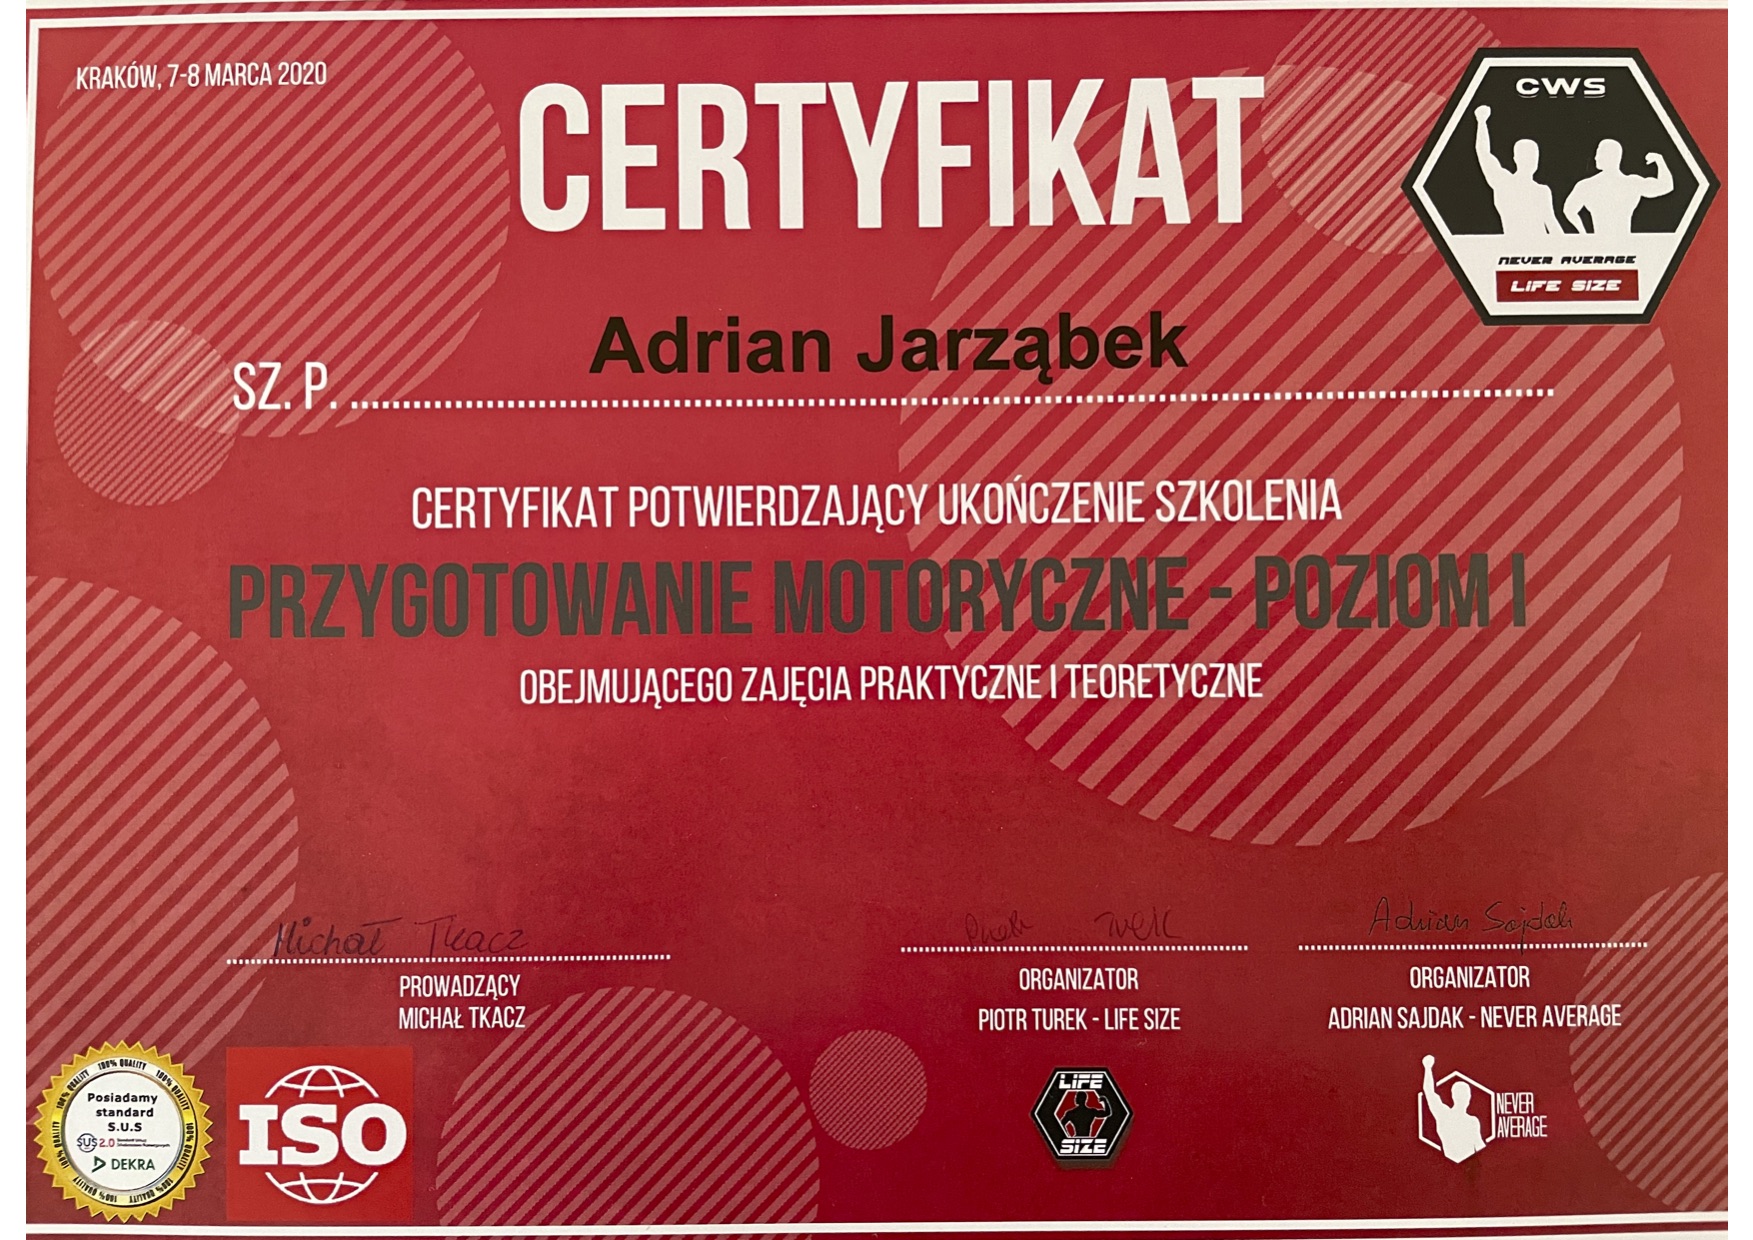 KRAKÓW, 7-8 MARCA 2020
CERTYFIKAT
CWS
NEVER AVERAGE
LIFE SIZE
Adrian Jarząbek
SZ. P.
CERTYFIKAT POTWIERDZAJĄCY UKOŃCZENIE SZKOLENIA
PRZYGOTOWANIE MOTORYCZNE - POZIOM I
OBEJMUJĄCEGO ZAJĘCIA PRAKTYCZNE I TEORETYCZNE
Michał Tkacz
Adrian Sajdak
PROWADZĄCY
MICHAŁ TKACZ
ORGANIZATOR
PIOTR TUREK - LIFE SIZE
ORGANIZATOR
ADRIAN SAJDAK - NEVER AVERAGE
100% QUALITY
Posiadamy
standard
S.U.S
SUS 2.0
DEKRA
ISO
LIFE
SIZE
NEVER
AVERAGE